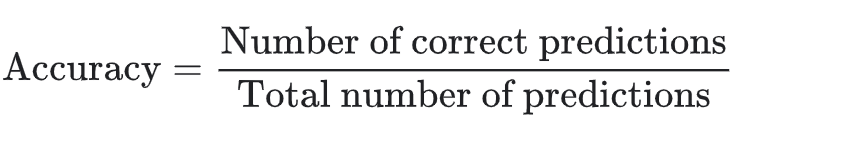 Accuracy = Number of correct predictions
Total number of predictions